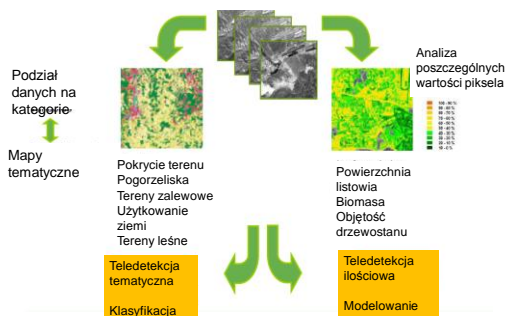 Podział
danych na
kategorie
Mapy
tematyczne
Pokrycie terenu
Pogorzeliska
Tereny zalewowe
Użytkowanie
ziemi
Tereny leśne
Teledetekcja
tematyczna
Klasyfikacja
Analiza
poszczególnych
wartości piksela
Powierzchnia
listowia
Biomasa
Objętość
drzewostanu
Teledetekcja
ilościowa
Modelowanie